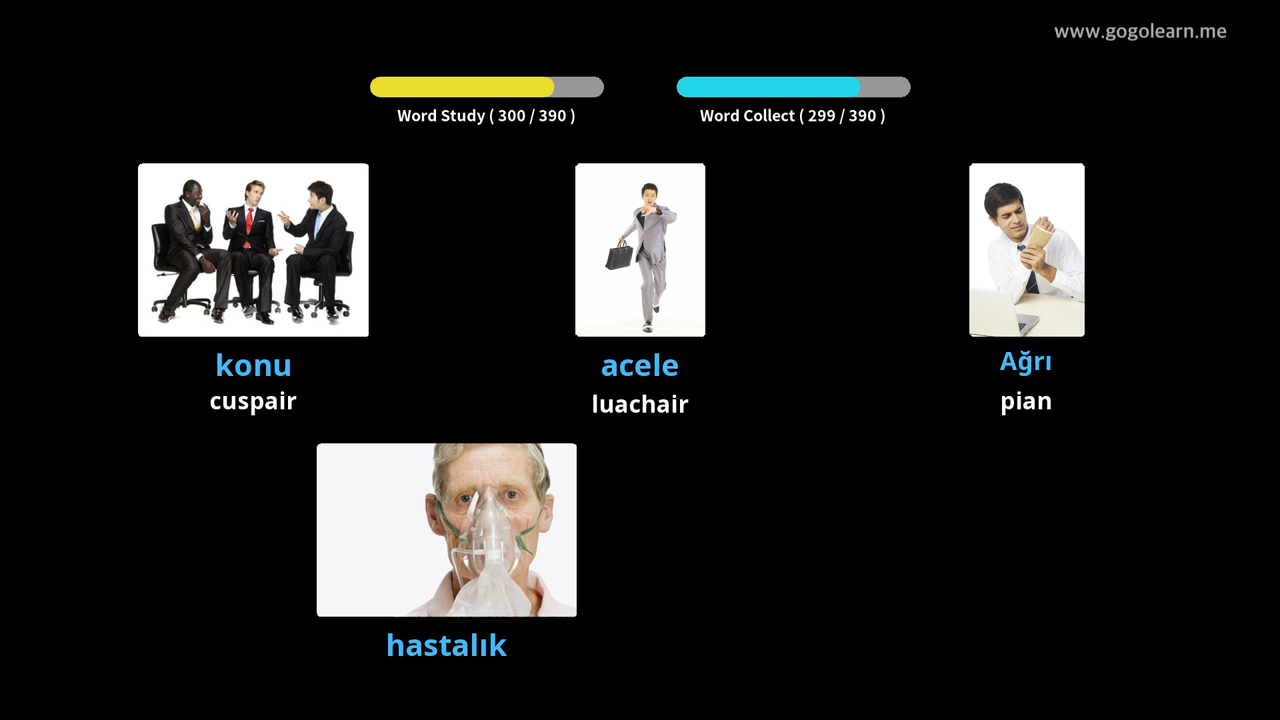 www.gogolearn.me
Word Study ( 300 / 390 )
Word Collect ( 299 / 390 )
konu
cuspair
acele
luachair
Ağrı
pian
hastalık